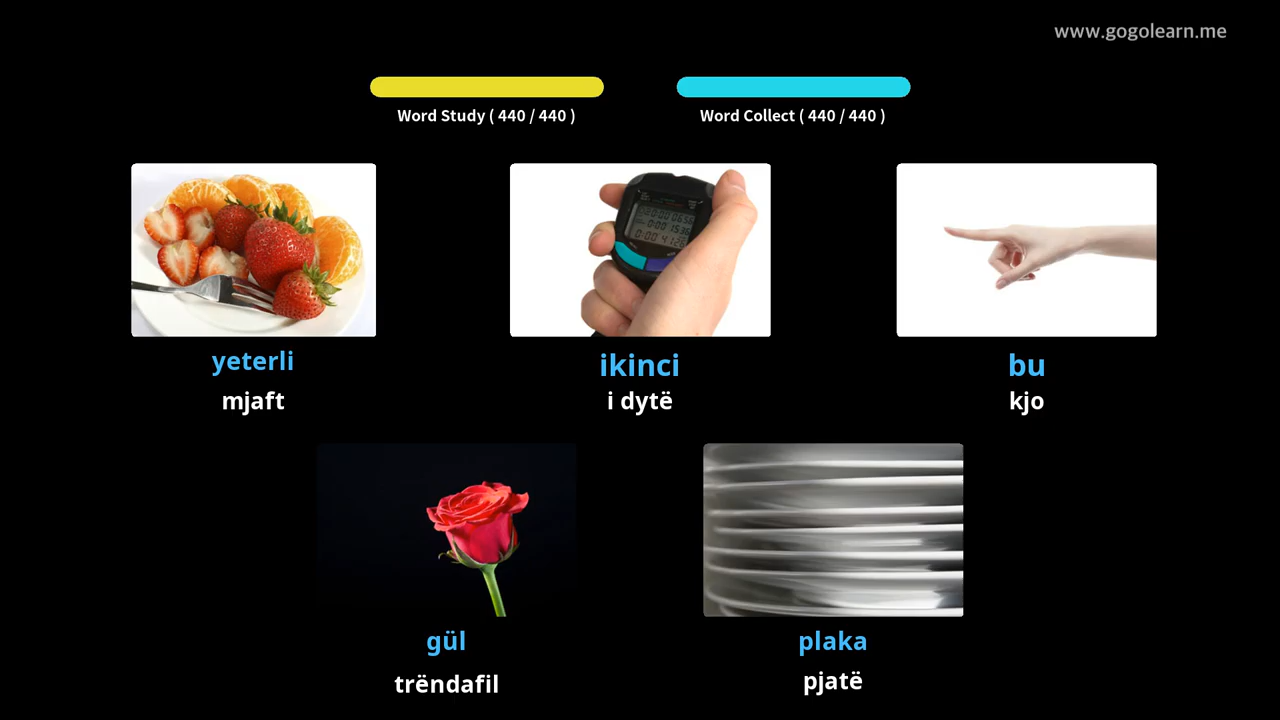 www.gogolearn.me
Word Study ( 440 / 440 )
Word Collect ( 440 / 440 )
yeterli
mjaft
ikinci
i dytë
bu
kjo
gül
trëndafil
plaka
pjatë